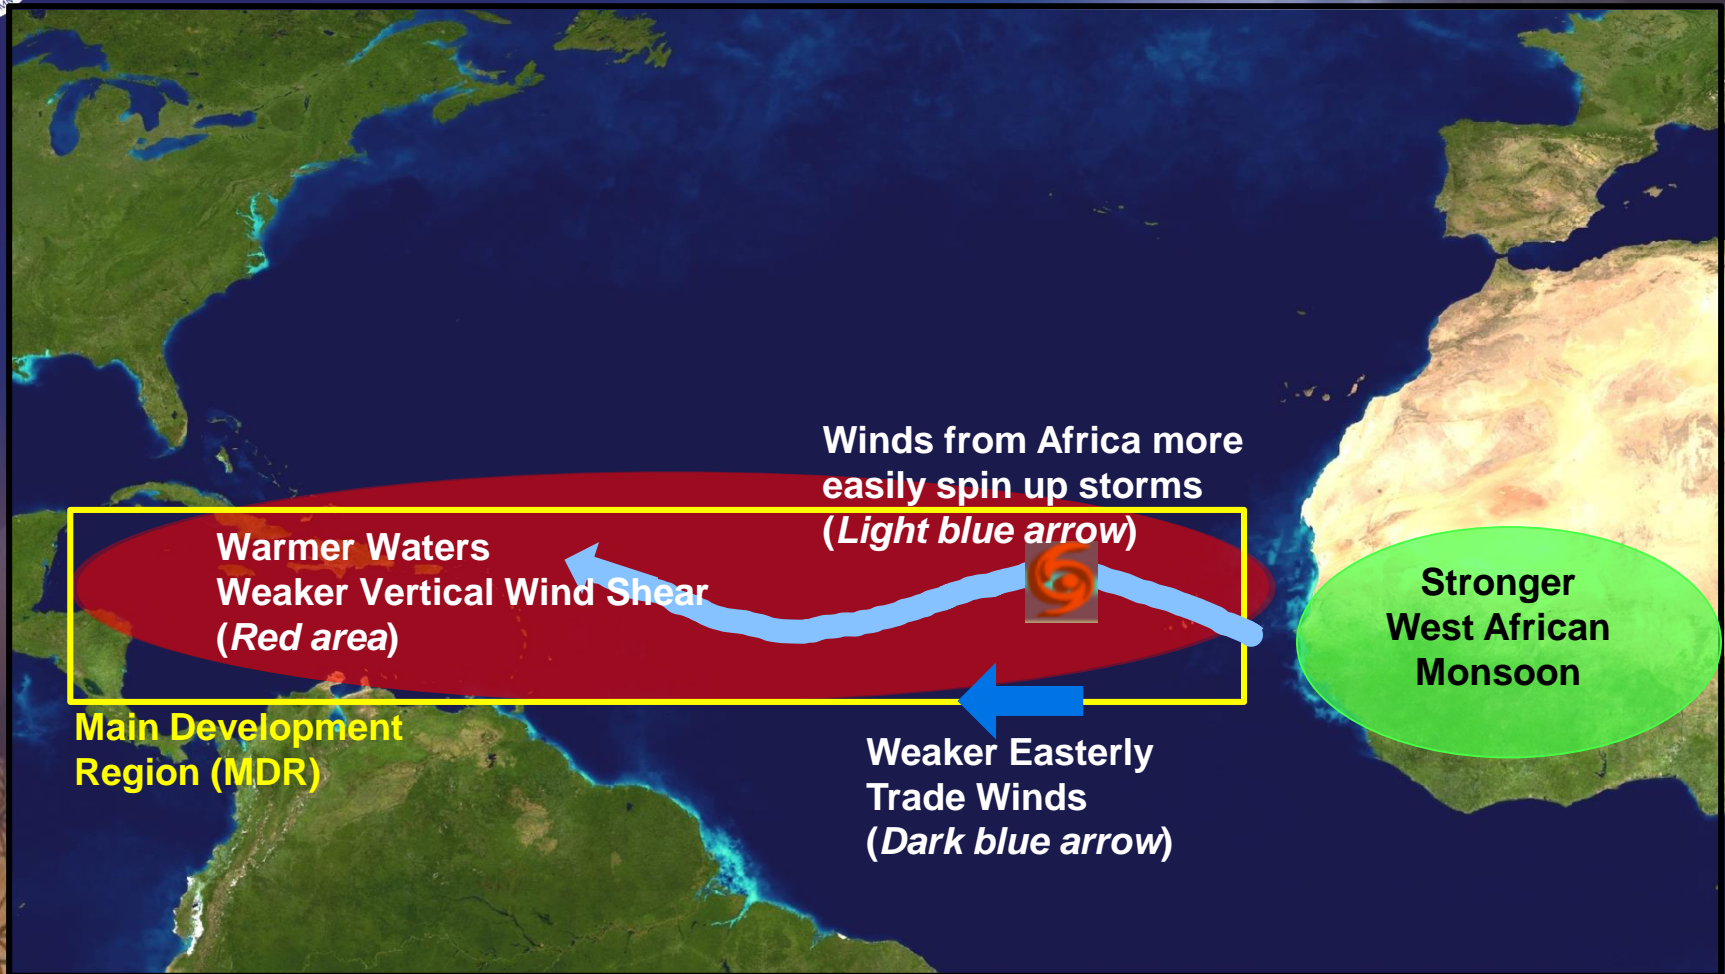 Winds from Africa more
easily spin up storms
(Light blue arrow)
Warmer Waters
Weaker Vertical Wind Shear
(Red area)
Stronger
West African
Monsoon
Main Development
Region (MDR)
Weaker Easterly
Trade Winds
(Dark blue arrow)